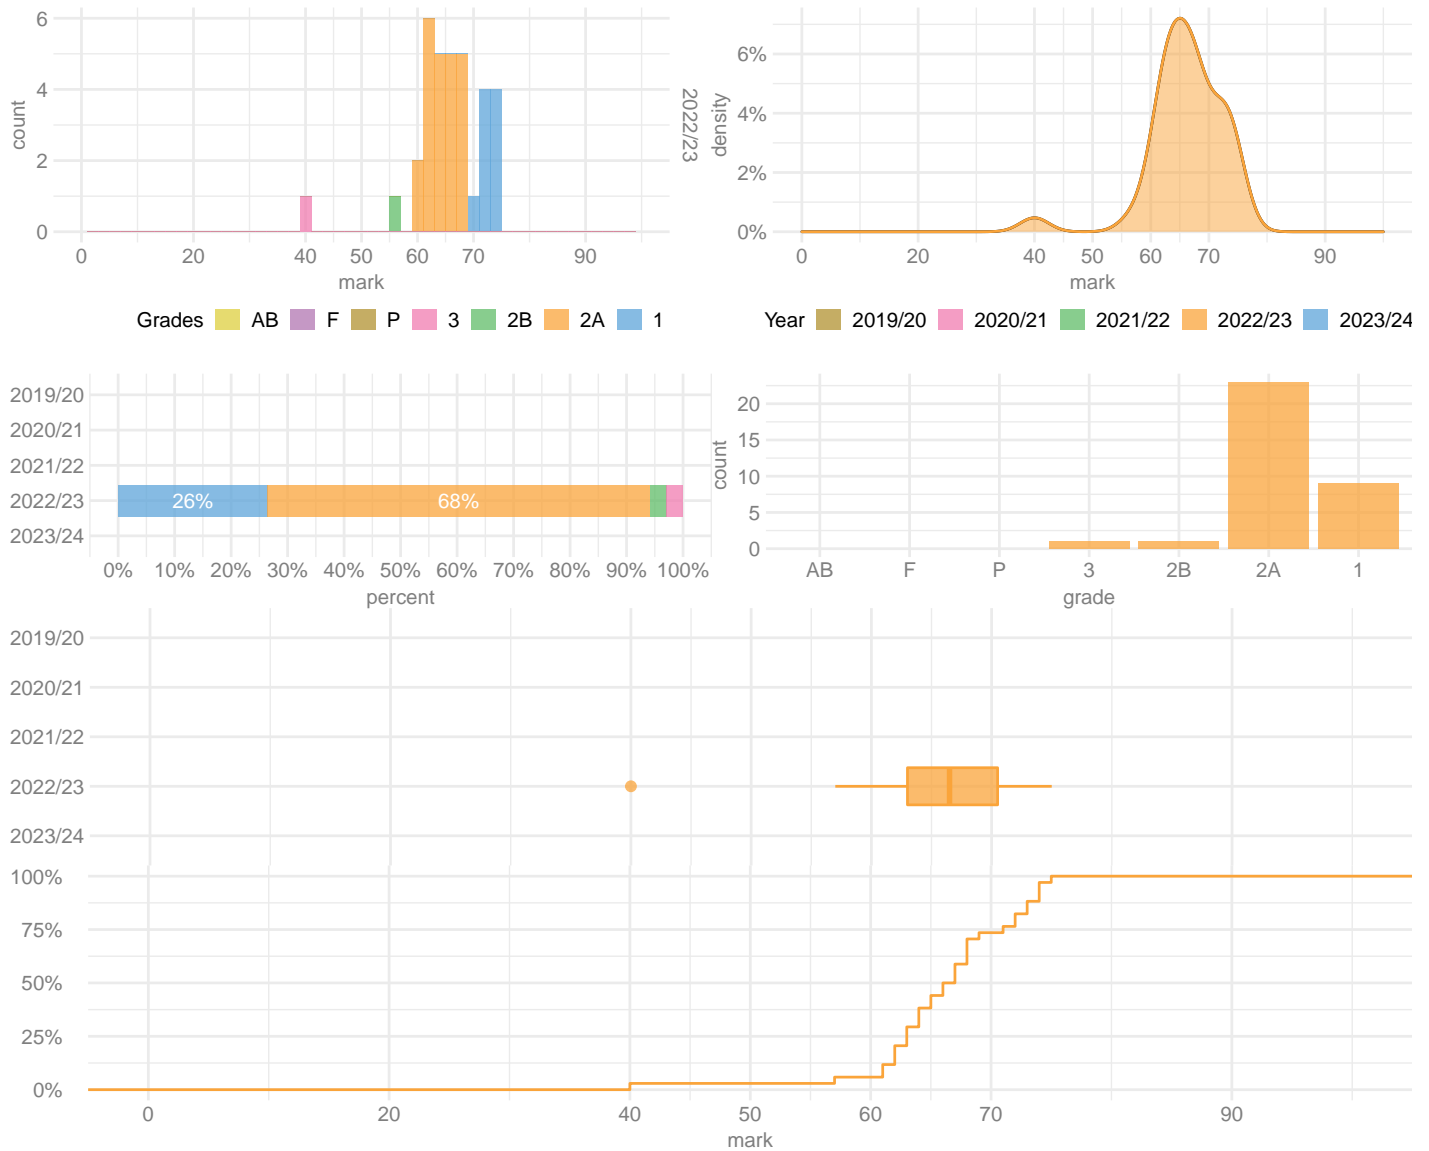 6
4
2
0
count
0 20 40 50 60 70 90
mark
2022/23
6%
4%
2%
0%
density
0 20 40 50 60 70 90
mark
Grades AB F P 3 2B 2A 1
Year 2019/20 2020/21 2021/22 2022/23 2023/24
2019/20
2020/21
2021/22
2022/23 26% 68%
2023/24
0% 10% 20% 30% 40% 50% 60% 70% 80% 90% 100%
percent
20
15
10
5
0
count
AB F P 3 2B 2A 1
grade
2019/20
2020/21
2021/22
2022/23
2023/24
100%
75%
50%
25%
0%
0 20 40 50 60 70 90
mark